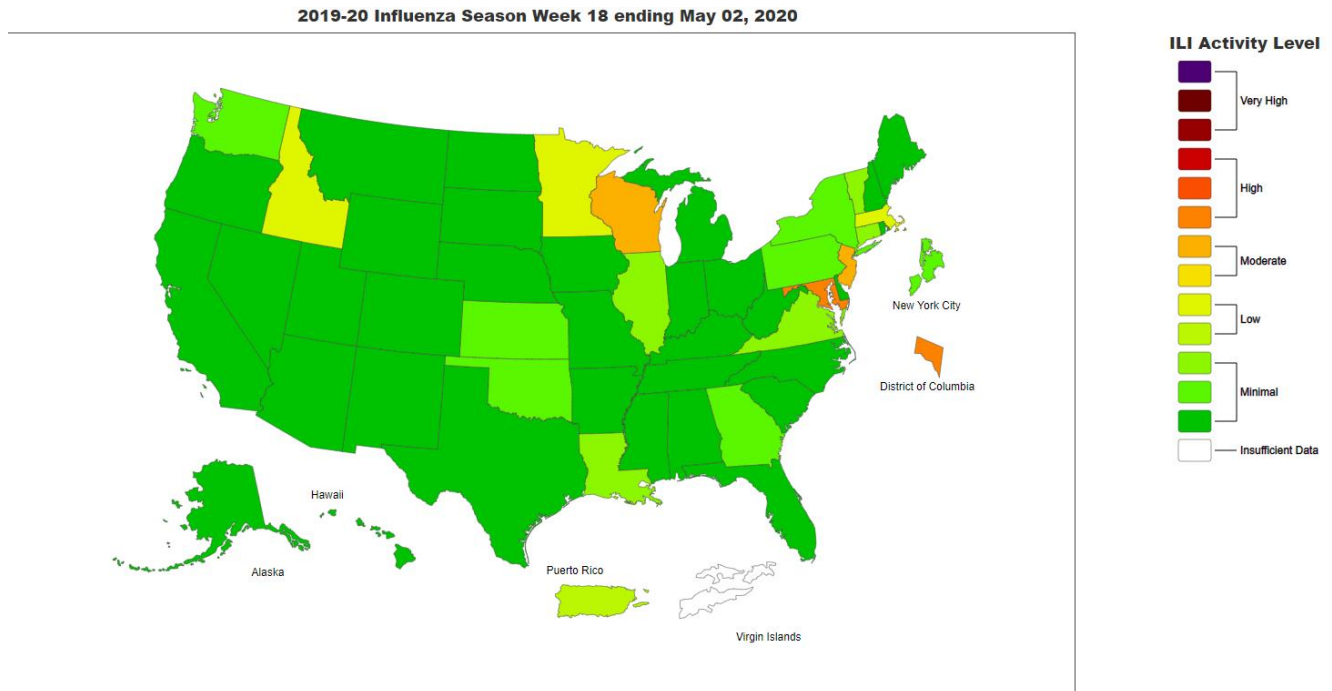 2019-20 Influenza Season Week 18 ending May 02, 2020
ILI Activity Level
Very High
High
Moderate
Low
Minimal
Insufficient Data
New York City
District of Columbia
Hawaii
Alaska
Puerto Rico
Virgin Islands